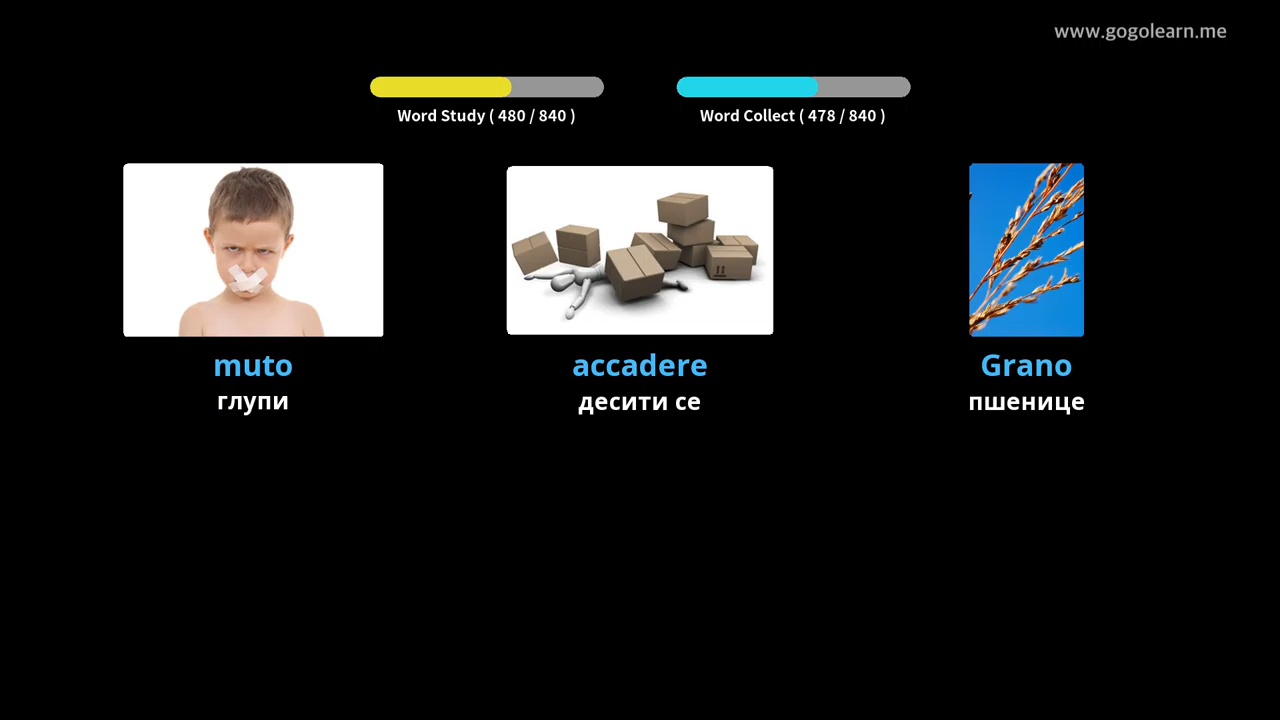 www.gogolearn.me
Word Study ( 480 / 840 )
Word Collect ( 478 / 840 )
muto
глупи
accadere
десити се
Grano
пшенице